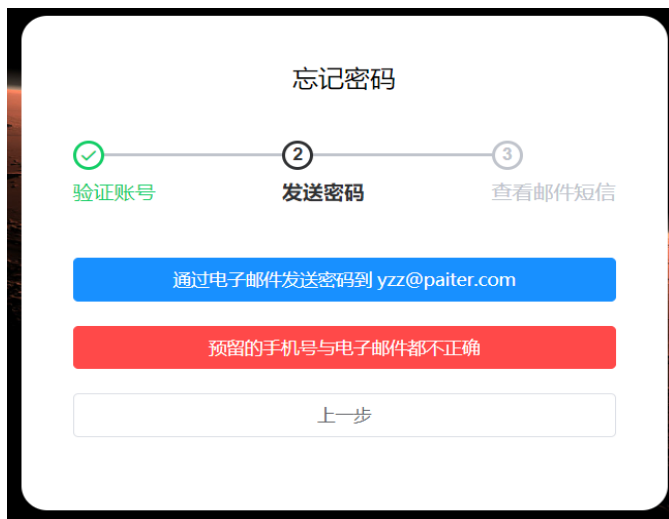 忘记密码
2
3
验证账号
发送密码
查看邮件短信
通过电子邮件发送密码到 yzz@paiter.com
预留的手机号与电子邮件都不正确
上一步